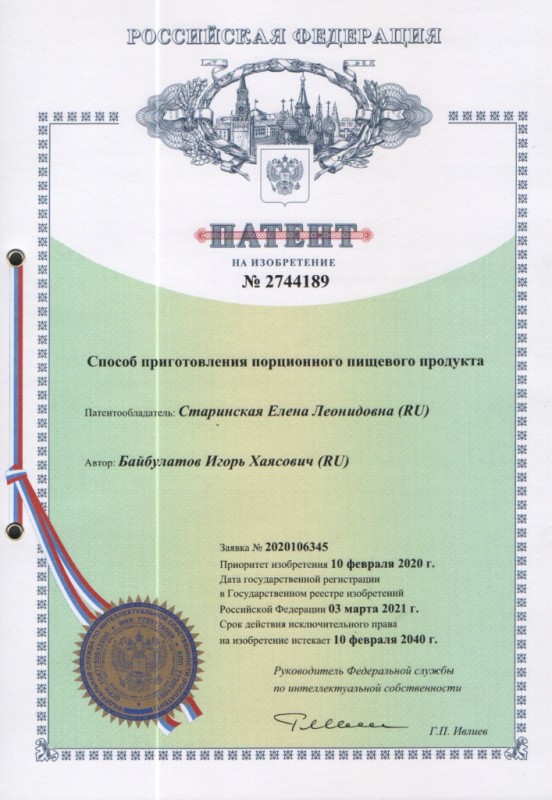 РОССИЙСКАЯ ФЕДЕРАЦИЯ
ПАТЕНТ
НА ИЗОБРЕТЕНИЕ
№ 2744189
Способ приготовления порционного пищевого продукта
Патентообладатель: Старинская Елена Леонидовна (RU)
Автор: Байбулатов Игорь Хаясович (RU)
Заявка № 2020106345
Приоритет изобретения 10 февраля 2020 г.
Дата государственной регистрации
в Государственном реестре изобретений
Российской Федерации 03 марта 2021 г.
Срок действия исключительного права
на изобретение истекает 10 февраля 2040 г.
Руководитель Федеральной службы
по интеллектуальной собственности
Г.П. Ивлиев